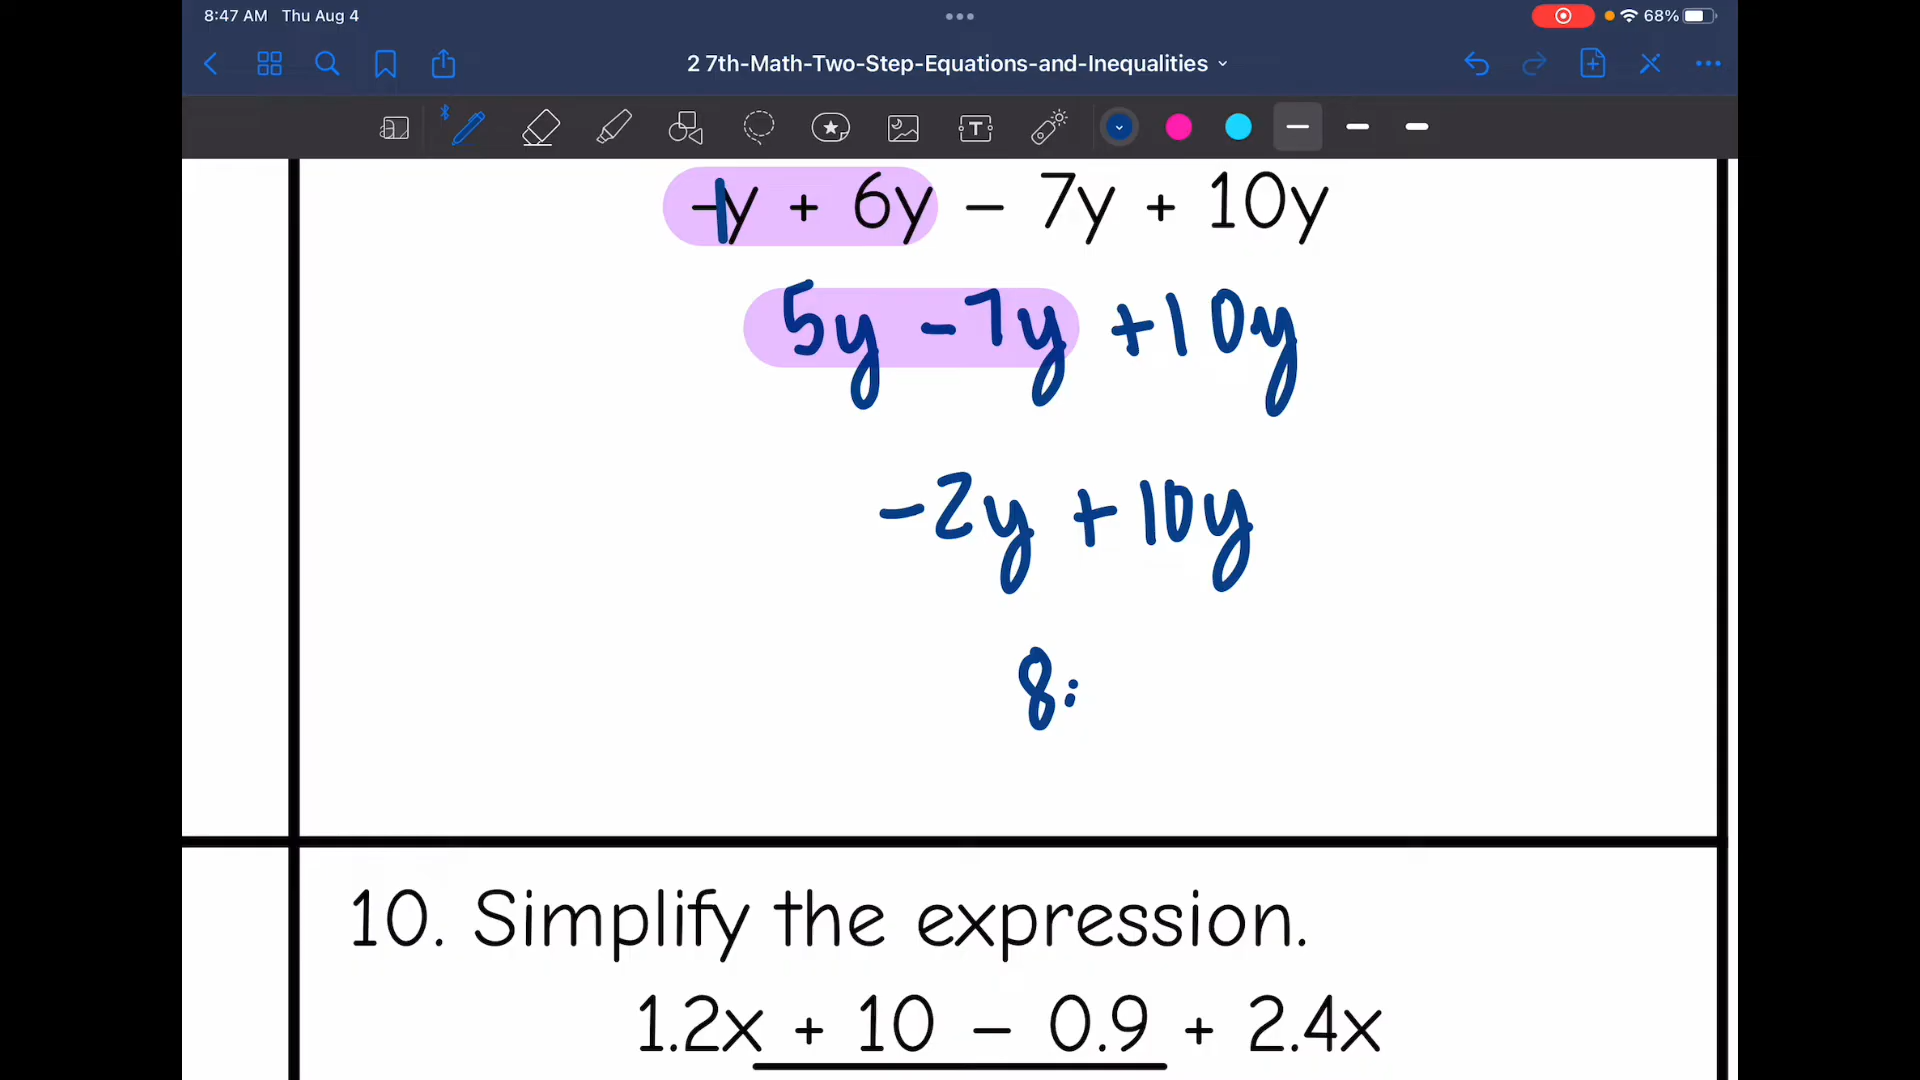 8:47 AM Thu Aug 4
68%
2 7th-Math-Two-Step-Equations-and-Inequalities
T
-1y + 6y – 7y + 10y
5y -7y +10y
-2y +10y
8:
10. Simplify the expression.
1.2x + 10 – 0.9 + 2.4x